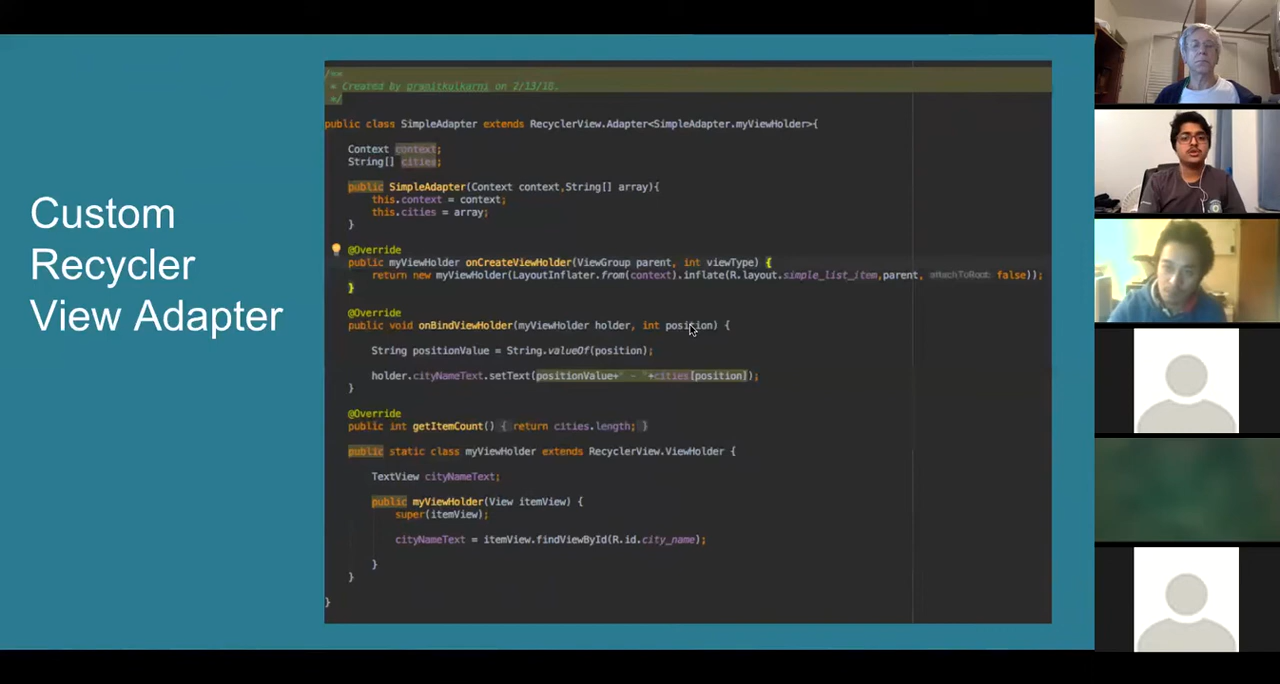 Custom
Recycler
View Adapter
/**
* Created by pramitkulkarni on 2/13/18.
*/
public class SimpleAdapter extends RecyclerView.Adapter<SimpleAdapter.myViewHolder>{
Context context;
String[] cities;
public SimpleAdapter(Context context,String[] array){
this.context = context;
this.cities = array;
}
@Override
public myViewHolder onCreateViewHolder(ViewGroup parent, int viewType) {
return new myViewHolder(LayoutInflater.from(context).inflate(R.layout.simple_list_item,parent, attachToRoot: false));
}
@Override
public void onBindViewHolder(myViewHolder holder, int position) {
String positionValue = String.valueOf(position);
holder.cityNameText.setText(positionValue+" - "+cities[position]);
}
@Override
public int getItemCount() { return cities.length; }
public static class myViewHolder extends RecyclerView.ViewHolder {
TextView cityNameText;
public myViewHolder(View itemView) {
super(itemView);
cityNameText = itemView.findViewById(R.id.city_name);
}
}
}